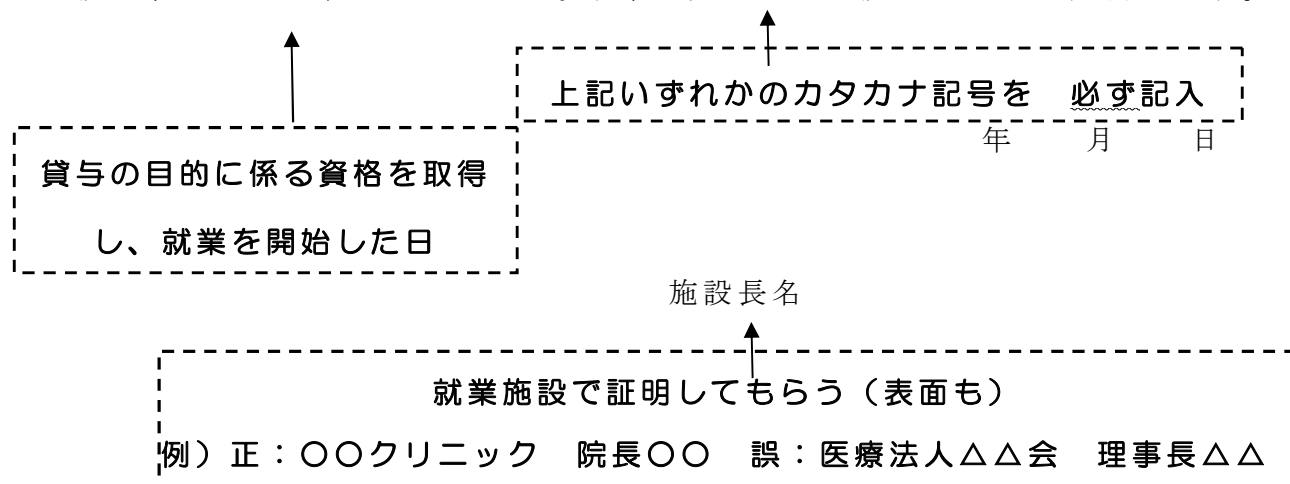 上記いずれかのカタカナ記号を　必ず記入
年　　月　　日
貸与の目的に係る資格を取得
し、就業を開始した日
施設長名
就業施設で証明してもらう（表面も）
例）正：〇〇クリニック　院長〇〇　誤：医療法人△△会　理事長△△